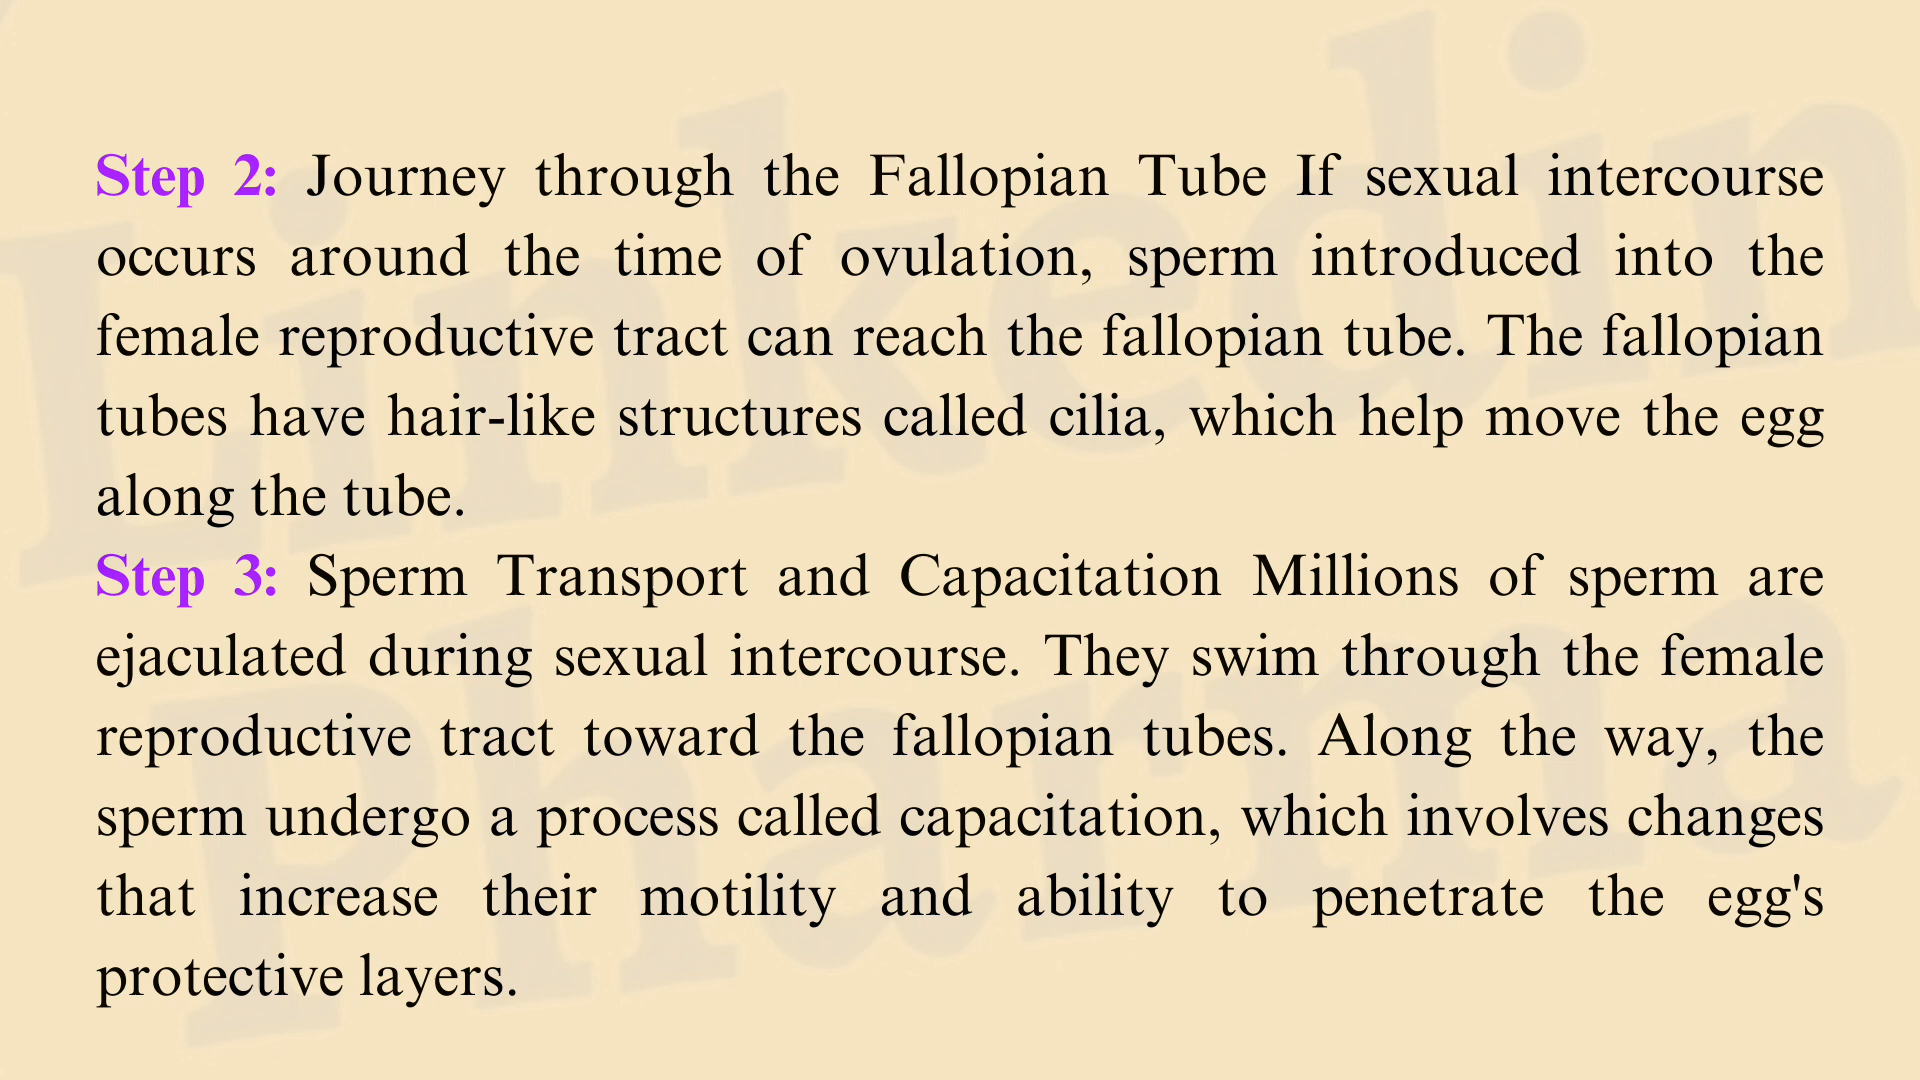 Step 2: Journey through the Fallopian Tube If sexual intercourse
occurs around the time of ovulation, sperm introduced into the
female reproductive tract can reach the fallopian tube. The fallopian
tubes have hair-like structures called cilia, which help move the egg
along the tube.
Step 3: Sperm Transport and Capacitation Millions of sperm are
ejaculated during sexual intercourse. They swim through the female
reproductive tract toward the fallopian tubes. Along the way, the
sperm undergo a process called capacitation, which involves changes
that increase their motility and ability to penetrate the egg's
protective layers.
Linkedin
Pharma